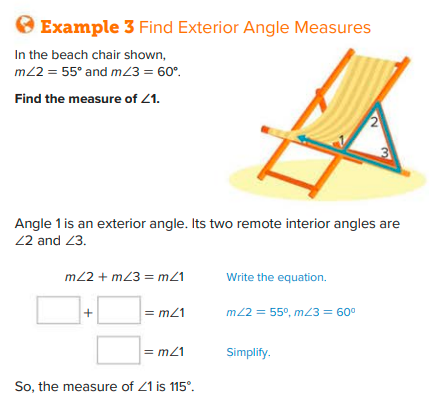 Example 3 Find Exterior Angle Measures
In the beach chair shown,
m∠2 = 55° and m∠3 = 60°.
Find the measure of ∠1.
2
1
3
Angle 1 is an exterior angle. Its two remote interior angles are
∠2 and ∠3.
m∠2 + m∠3 = m∠1 Write the equation.
+ = m∠1 m∠2 = 55º, m∠3 = 60º
= m∠1 Simplify.
So, the measure of ∠1 is 115°.